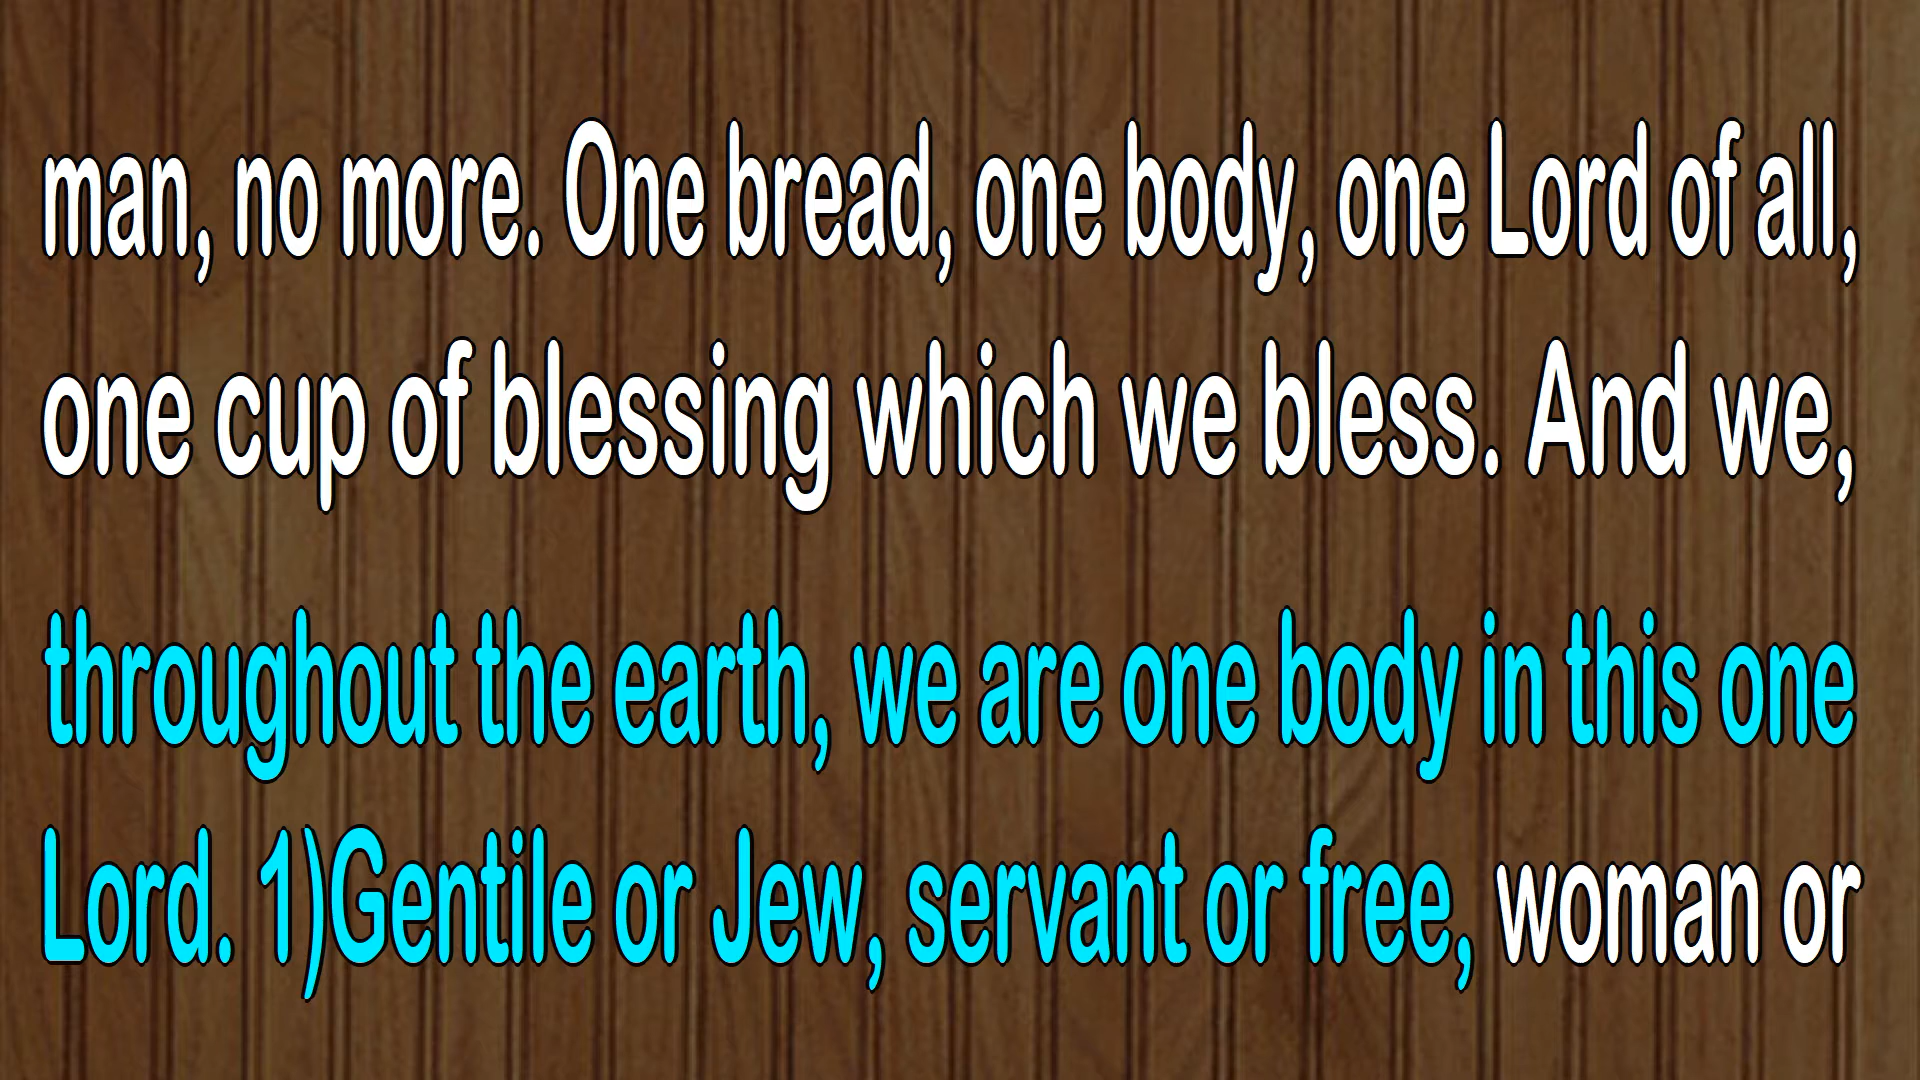 man, no more. One bread, one body, one Lord of all,
one cup of blessing which we bless. And we,
throughout the earth, we are one body in this one
Lord. 1)Gentile or Jew, servant or free, woman or